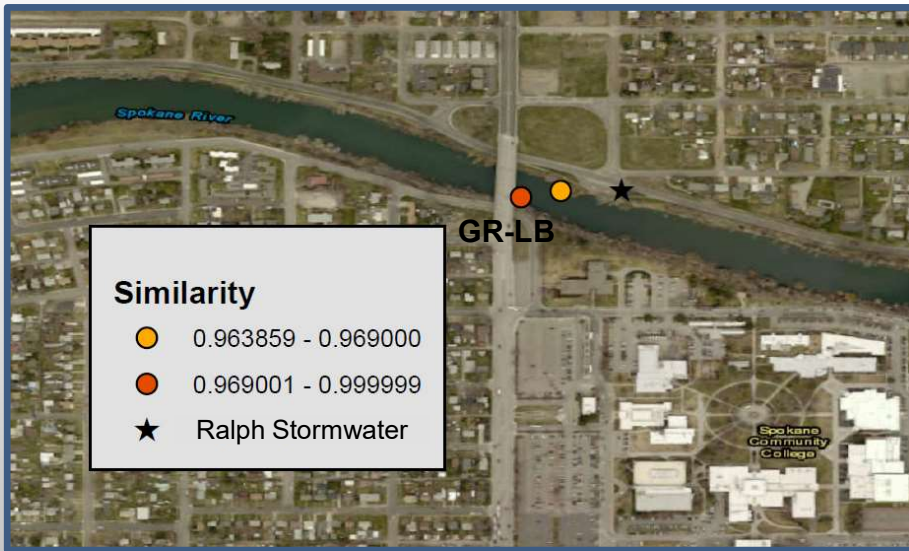 Spokane River
GR-LB
Similarity
0.963859 - 0.969000
0.969001 - 0.999999
Ralph Stormwater
Spokane
Community
College